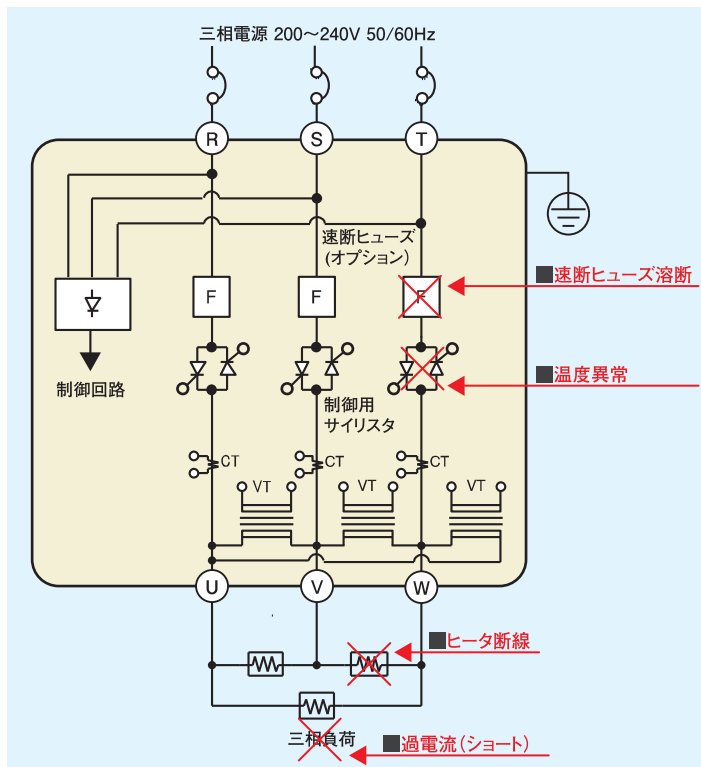 三相電源 200～240V 50/60Hz
R S T
速断ヒューズ
(オプション)
■速断ヒューズ溶断
F F F
■温度異常
制御回路
制御用
サイリスタ
CT CT CT
VT VT VT
U V W
■ヒータ断線
三相負荷
■過電流(ショート)